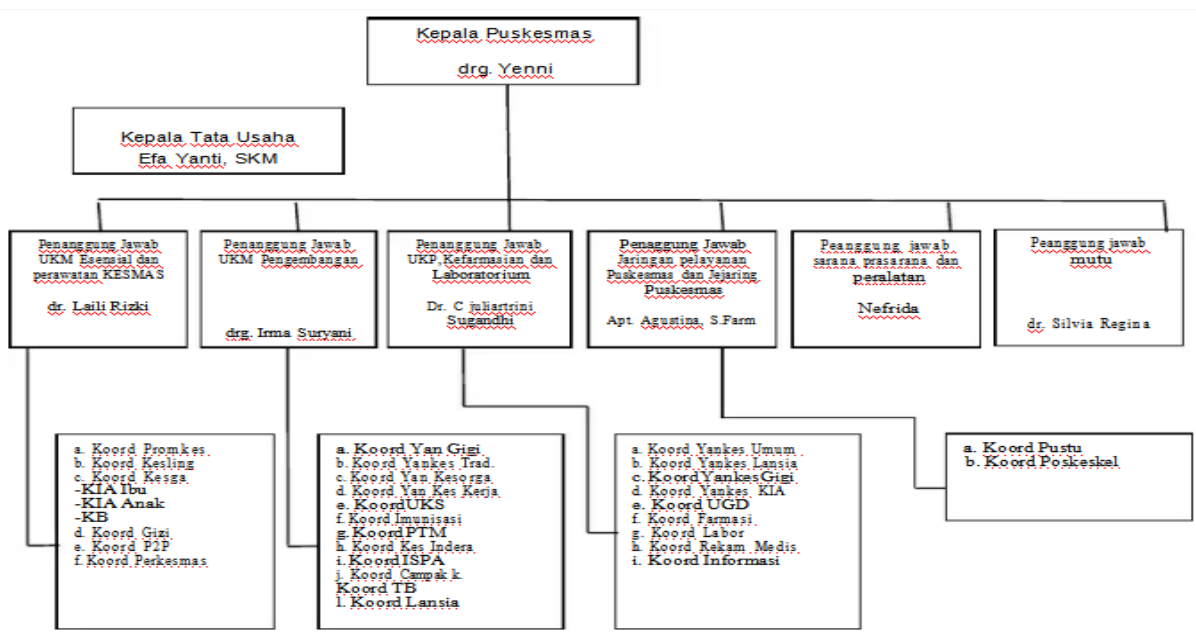 Kepala Puskesmas
drg. Yenni
Kepala Tata Usaha
Efa Yanti, SKM
Penanggung Jawab
UKM Esensial dan
perawatan KESMAS
dr. Laili Rizki
Penanggung Jawab
UKM Pengembangan
drg. Irma Suryani
Penanggung Jawab
UKP,Kefarmasian dan
Laboratorium
Dr. C juliartrini
Sugandhi
Penaggung Jawab
Jaringan pelayanan
Puskesmas dan Jejaring
Puskesmas
Apt. Agustina, S.Farm
Peanggung jawab
sarana prasarana dan
peralatan
Nefrida
Peanggung jawab
mutu
dr. Silvia Regina
a. Koord Promkes
b. Koord Kesling
c. Koord Kesga
-KIA Ibu
-KIA Anak
-KB
d. Koord Gizi
e. Koord P2P
f. Koord Perkesmas
a. Koord Yan Gigi
b. Koord Yankes Trad.
c. Koord Yan Kesorga
d. Koord Yan Kes Kerja
e. Koord UKS
f. Koord Imunisasi
g. Koord PTM
h. Koord Kes Indera
i. Koord ISPA
j. Koord Campak k.
Koord TB
l. Koord Lansia
a. Koord Yankes Umum
b. Koord Yankes Lansia
c. Koord Yankes Gigi
d. Koord Yankes KIA
e. Koord UGD
f. Koord Farmasi
g. Koord Labor
h. Koord Rekam Medis
i. Koord Informasi
a. Koord Pustu
b. Koord Poskeskel